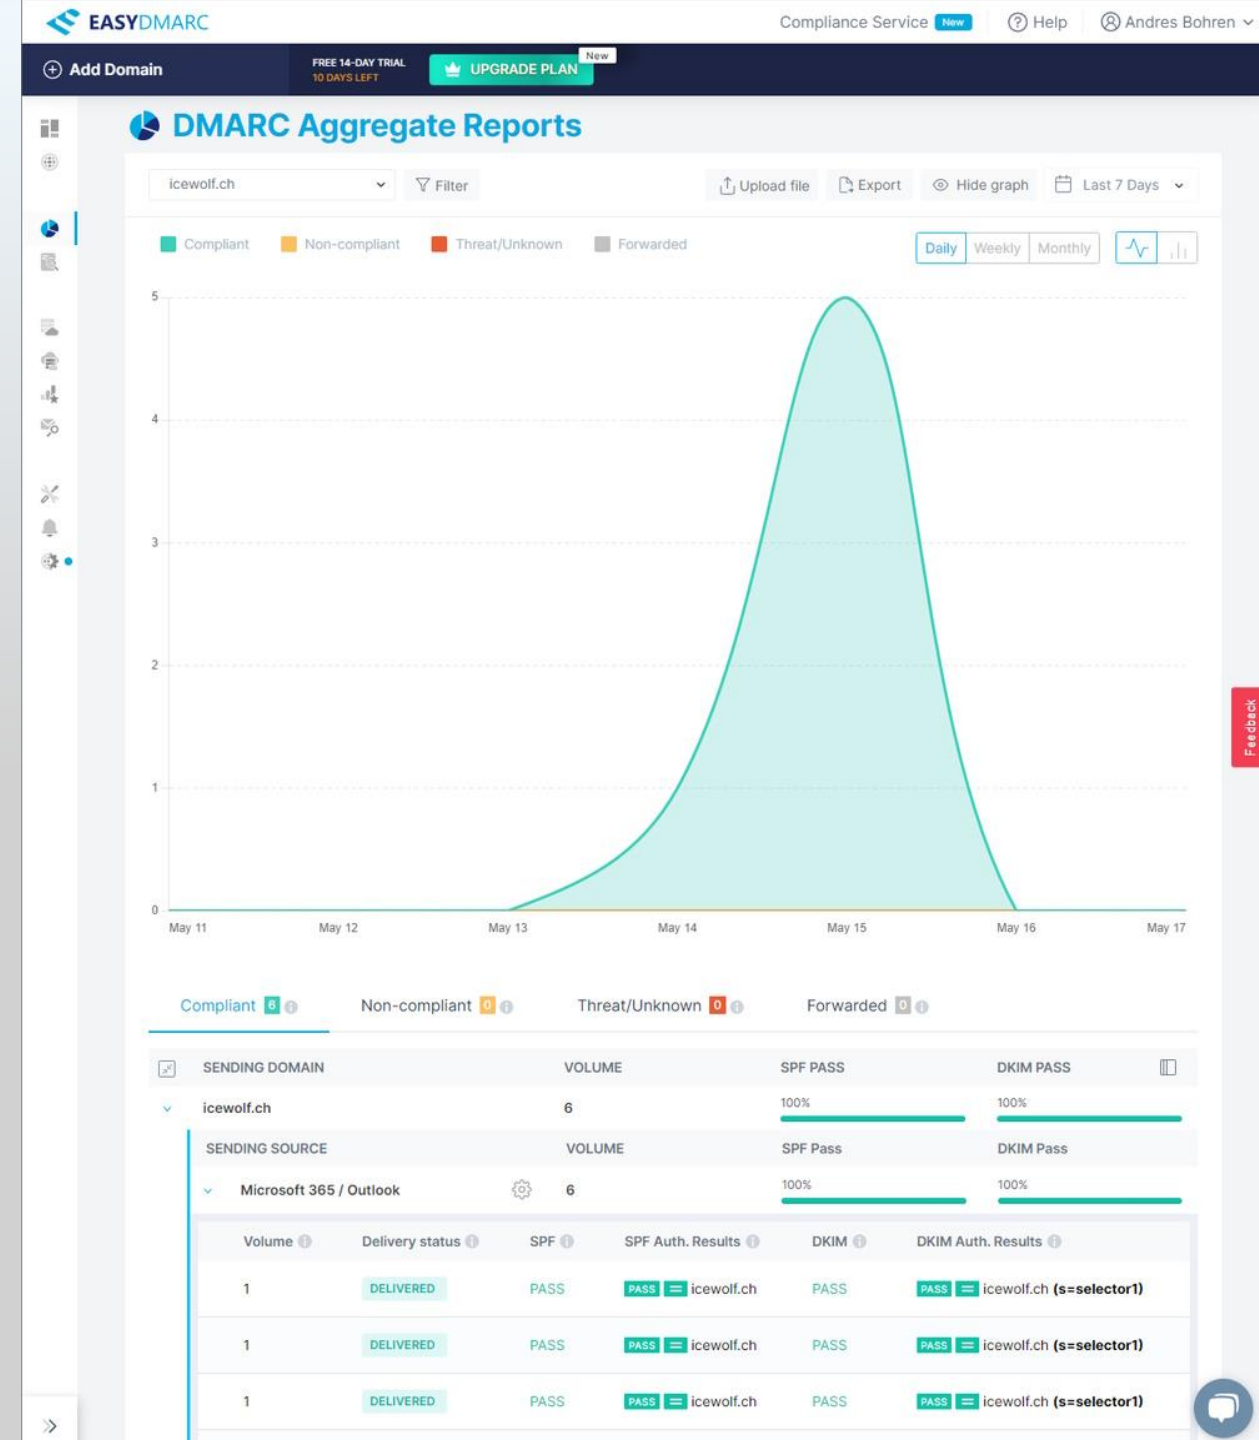 EASYDMARC
Compliance Service New
Help
Andres Bohren
Add Domain
FREE 14-DAY TRIAL
10 DAYS LEFT
UPGRADE PLAN
New
DMARC Aggregate Reports
icewolf.ch
Filter
Upload file
Export
Hide graph
Last 7 Days
Compliant
Non-compliant
Threat/Unknown
Forwarded
Daily
Weekly
Monthly
5
4
3
2
1
0
May 11
May 12
May 13
May 14
May 15
May 16
May 17
Feedback
Compliant 6
Non-compliant 0
Threat/Unknown 0
Forwarded 0
SENDING DOMAIN VOLUME SPF PASS DKIM PASS
icewolf.ch 6 100% 100%
SENDING SOURCE VOLUME SPF Pass DKIM Pass
Microsoft 365 / Outlook 6 100% 100%
Volume Delivery status SPF SPF Auth. Results DKIM DKIM Auth. Results
1 DELIVERED PASS PASS = icewolf.ch PASS PASS = icewolf.ch (s=selector1)
1 DELIVERED PASS PASS = icewolf.ch PASS PASS = icewolf.ch (s=selector1)
1 DELIVERED PASS PASS = icewolf.ch PASS PASS = icewolf.ch (s=selector1)